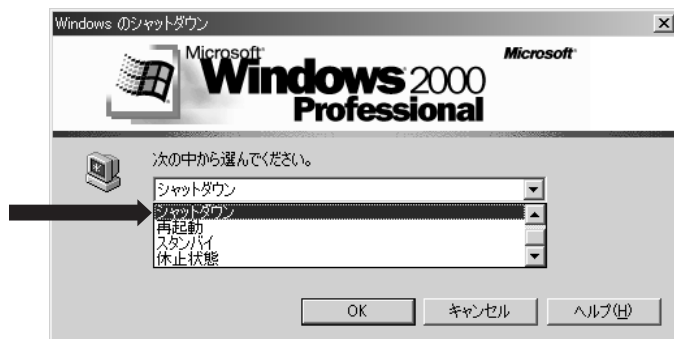 Windows のシャットダウン
Microsoft
Windows 2000
Professional
Microsoft
次の中から選んでください。
シャットダウン
シャットダウン
再起動
スタンバイ
休止状態
OK キャンセル ヘルプ(H)